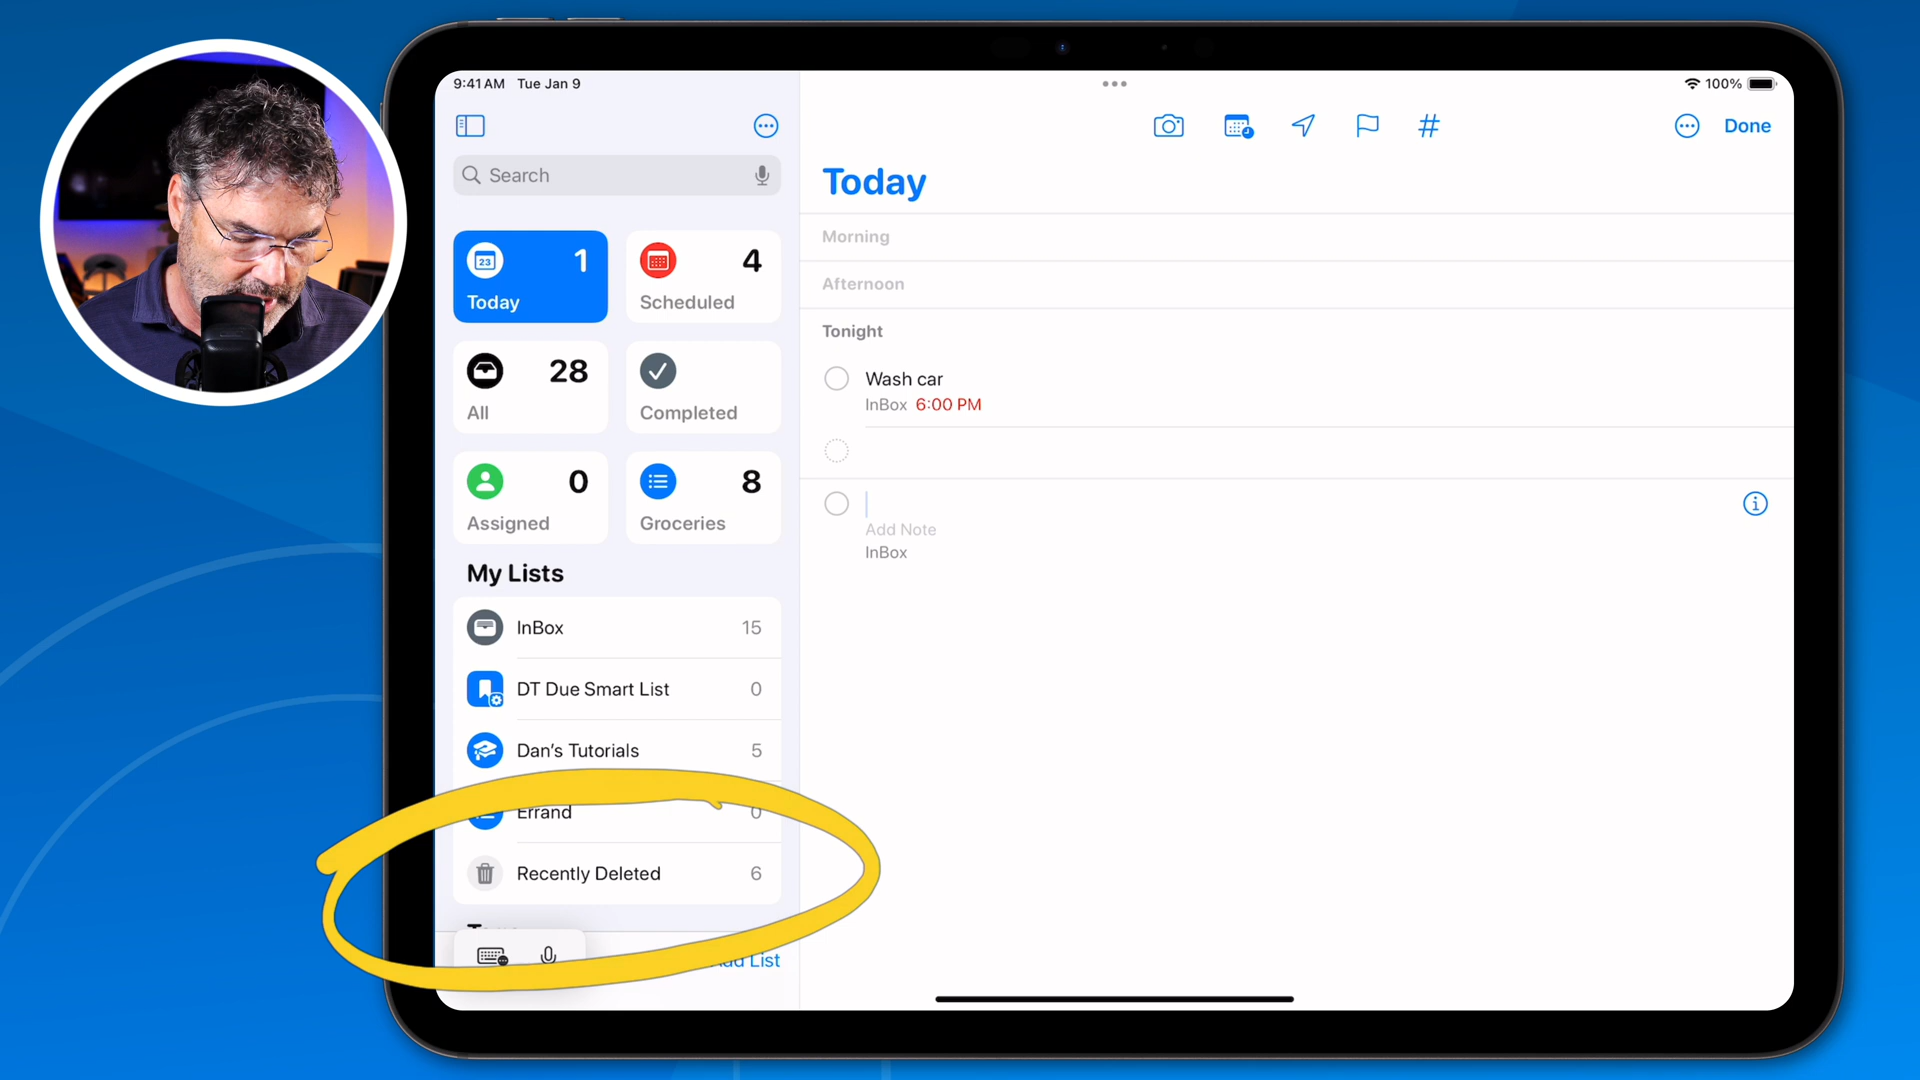 9:41 AM Tue Jan 9
100%
Search
Done
Today
Morning
Afternoon
Tonight
Wash car
InBox 6:00 PM
Add Note
InBox
23
1
Today
4
Scheduled
28
All
Completed
0
Assigned
8
Groceries
My Lists
InBox 15
DT Due Smart List 0
Dan's Tutorials 5
Errand 0
Recently Deleted 6
List